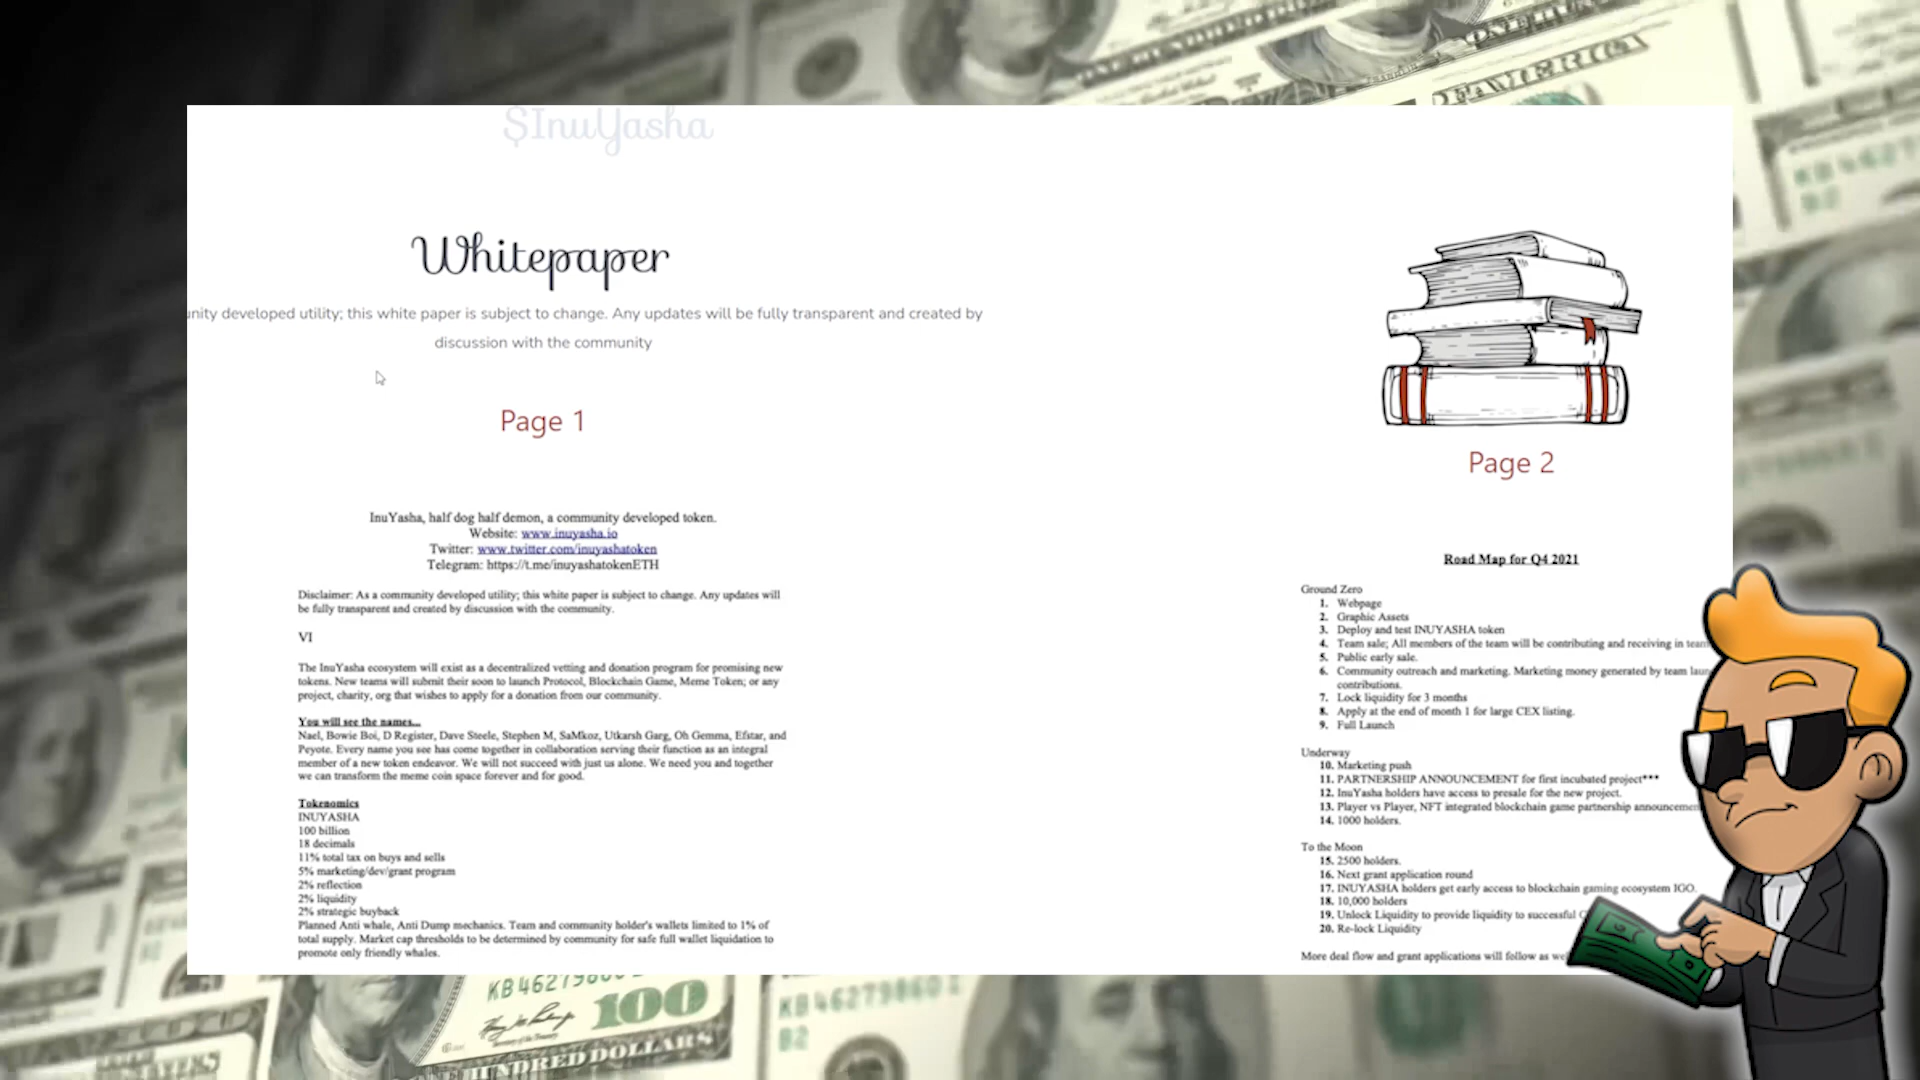 $InuYasha
Whitepaper
unity developed utility; this white paper is subject to change. Any updates will be fully transparent and created by
discussion with the community
Page 1
InuYasha, half dog half demon, a community developed token.
Website: www.inuyasha.io
Twitter: www.twitter.com/inuyashatoken
Telegram: https://t.me/inuyashatokenETH
Disclaimer: As a community developed utility; this white paper is subject to change. Any updates will
be fully transparent and created by discussion with the community.
VI
The InuYasha ecosystem will exist as a decentralized vetting and donation program for promising new
tokens. New teams will submit their soon to launch Protocol, Blockchain Game, Meme Token; or any
project, charity, org that wishes to apply for a donation from our community.
You will see the names...
Nael, Bowie Boi, D Register, Dave Steele, Stephen M, SaMkoz, Utkarsh Garg, Oh Gemma, Efstar, and
Peyote. Every name you see has come together in collaboration serving their function as an integral
member of a new token endeavor. We will not succeed with just us alone. We need you and together
we can transform the meme coin space forever and for good.
Tokenomics
INUYASHA
100 billion
18 decimals
11% total tax on buys and sells
5% marketing/dev/grant program
2% reflection
2% liquidity
2% strategic buyback
Planned Anti whale, Anti Dump mechanics. Team and community holder's wallets limited to 1% of
total supply. Market cap thresholds to be determined by community for safe full wallet liquidation to
promote only friendly whales.
Page 2
Road Map for Q4 2021
Ground Zero
1. Webpage
2. Graphic Assets
3. Deploy and test INUYASHA token
4. Team sale; All members of the team will be contributing and receiving in team
5. Public early sale.
6. Community outreach and marketing. Marketing money generated by team laun
contributions.
7. Lock liquidity for 3 months
8. Apply at the end of month 1 for large CEX listing.
9. Full Launch
Underway
10. Marketing push
11. PARTNERSHIP ANNOUNCEMENT for first incubated project***
12. InuYasha holders have access to presale for the new project.
13. Player vs Player, NFT integrated blockchain game partnership announcemen
14. 1000 holders.
To the Moon
15. 2500 holders.
16. Next grant application round
17. INUYASHA holders get early access to blockchain gaming ecosystem IGO.
18. 10,000 holders
19. Unlock Liquidity to provide liquidity to successful
20. Re-lock Liquidity
More deal flow and grant applications will follow as
100
HUNDRED DOLLARS